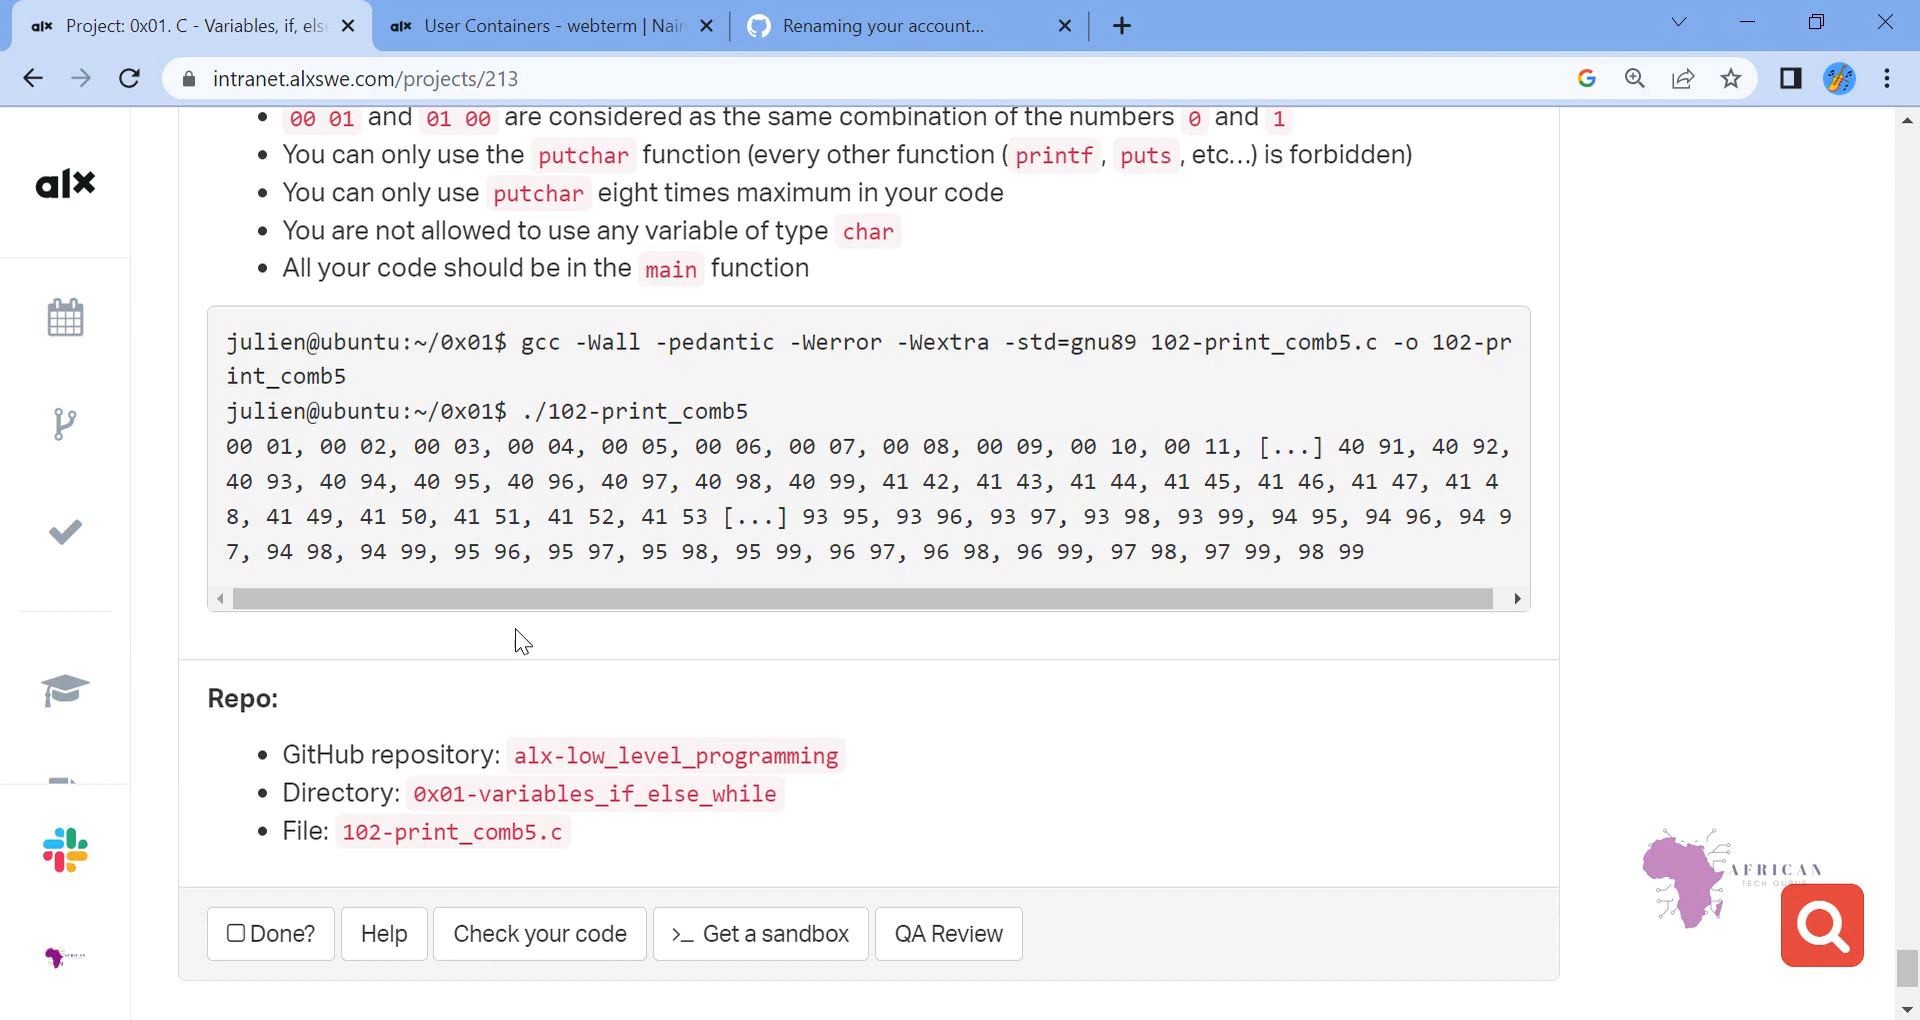 alx Project: 0x01. C - Variables, if, els
alx User Containers - webterm | Nair
Renaming your account...
intranet.alxswe.com/projects/213
alx
• 00 01 and 01 00 are considered as the same combination of the numbers 0 and 1
• You can only use the putchar function (every other function (printf, puts, etc...) is forbidden)
• You can only use putchar eight times maximum in your code
• You are not allowed to use any variable of type char
• All your code should be in the main function
julien@ubuntu:~/0x01$ gcc -Wall -pedantic -Werror -Wextra -std=gnu89 102-print_comb5.c -o 102-pr
int_comb5
julien@ubuntu:~/0x01$ ./102-print_comb5
00 01, 00 02, 00 03, 00 04, 00 05, 00 06, 00 07, 00 08, 00 09, 00 10, 00 11, [...] 40 91, 40 92,
40 93, 40 94, 40 95, 40 96, 40 97, 40 98, 40 99, 41 42, 41 43, 41 44, 41 45, 41 46, 41 47, 41 4
8, 41 49, 41 50, 41 51, 41 52, 41 53 [...] 93 95, 93 96, 93 97, 93 98, 93 99, 94 95, 94 96, 94 9
7, 94 98, 94 99, 95 96, 95 97, 95 98, 95 99, 96 97, 96 98, 96 99, 97 98, 97 99, 98 99
Repo:
• GitHub repository: alx-low_level_programming
• Directory: 0x01-variables_if_else_while
• File: 102-print_comb5.c
AFRICAN
TECH GURUS
Done?
Help
Check your code
>_ Get a sandbox
QA Review